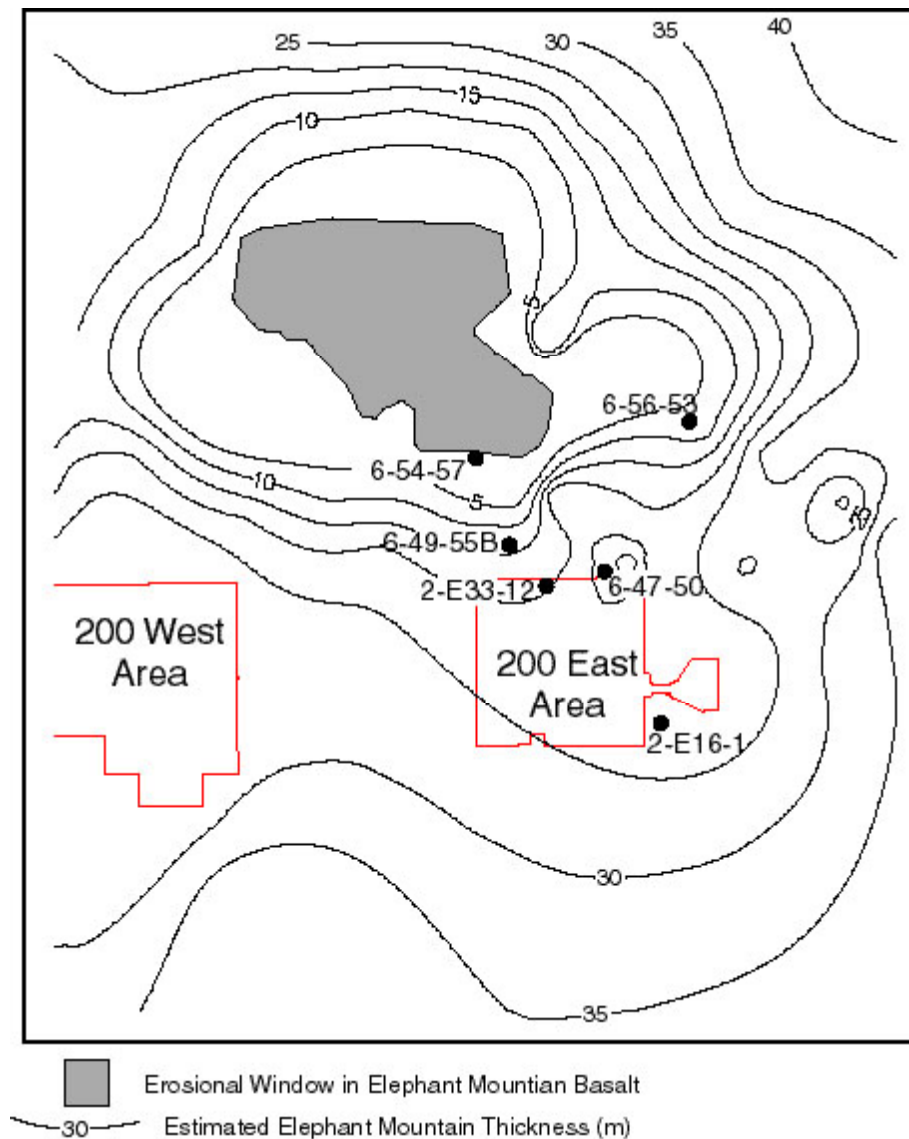 25
30
35
40
15
10
5
6-56-53
6-54-57
10
5
6-49-55B
2-E33-12
6-47-50
200 West
Area
200 East
Area
2-E16-1
30
35
Erosional Window in Elephant Mountian Basalt
30 Estimated Elephant Mountain Thickness (m)